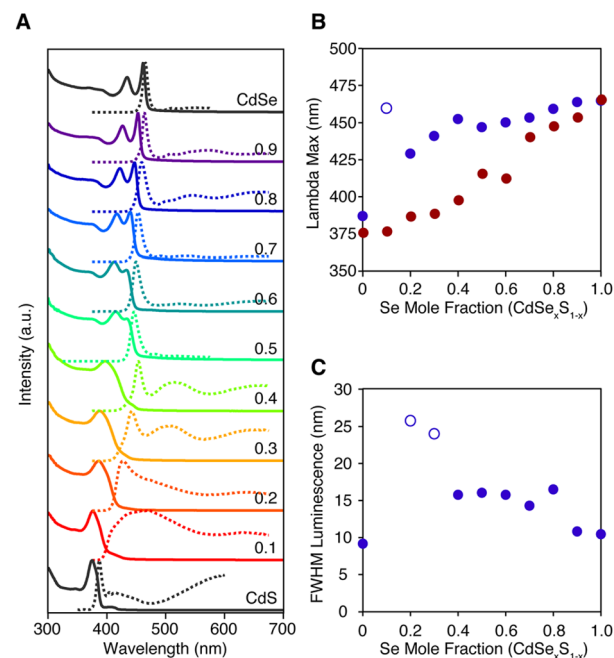 A
CdSe
0.9
0.8
0.7
0.6
0.5
0.4
0.3
0.2
0.1
CdS
Intensity (a.u.)
300 400 500 600 700
Wavelength (nm)
B
500
475
450
425
400
375
350
Lambda Max (nm)
0 0.2 0.4 0.6 0.8 1.0
Se Mole Fraction (CdSeₓS₁₋ₓ)
C
30
25
20
15
10
5
0
FWHM Luminescence (nm)
0 0.2 0.4 0.6 0.8 1.0
Se Mole Fraction (CdSeₓS₁₋ₓ)